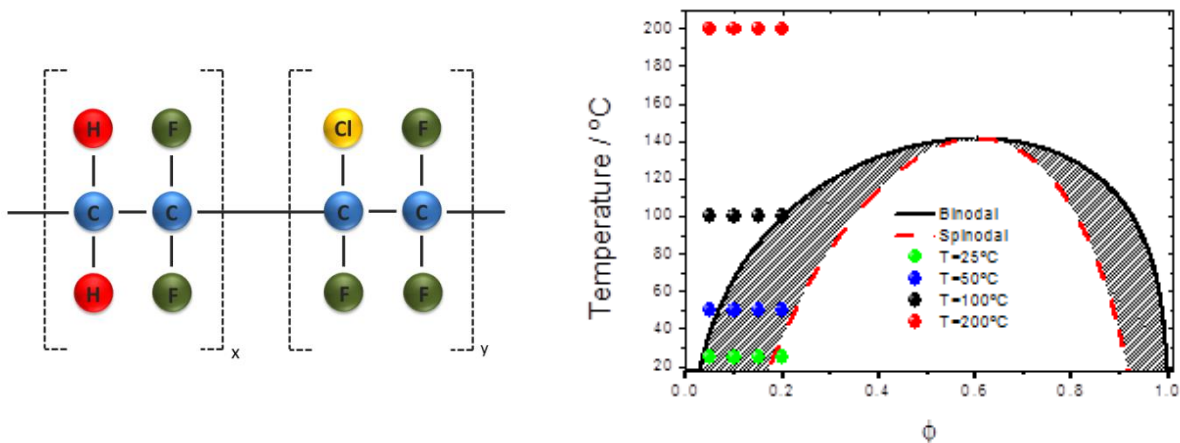 H F Cl F
C C C C
H F F F
x y
Temperature / ºC
200
180
160
140
120
100
80
60
40
20
0.0 0.2 0.4 0.6 0.8 1.0
ϕ
Binodal
Spinodal
T=25ºC
T=50ºC
T=100ºC
T=200ºC